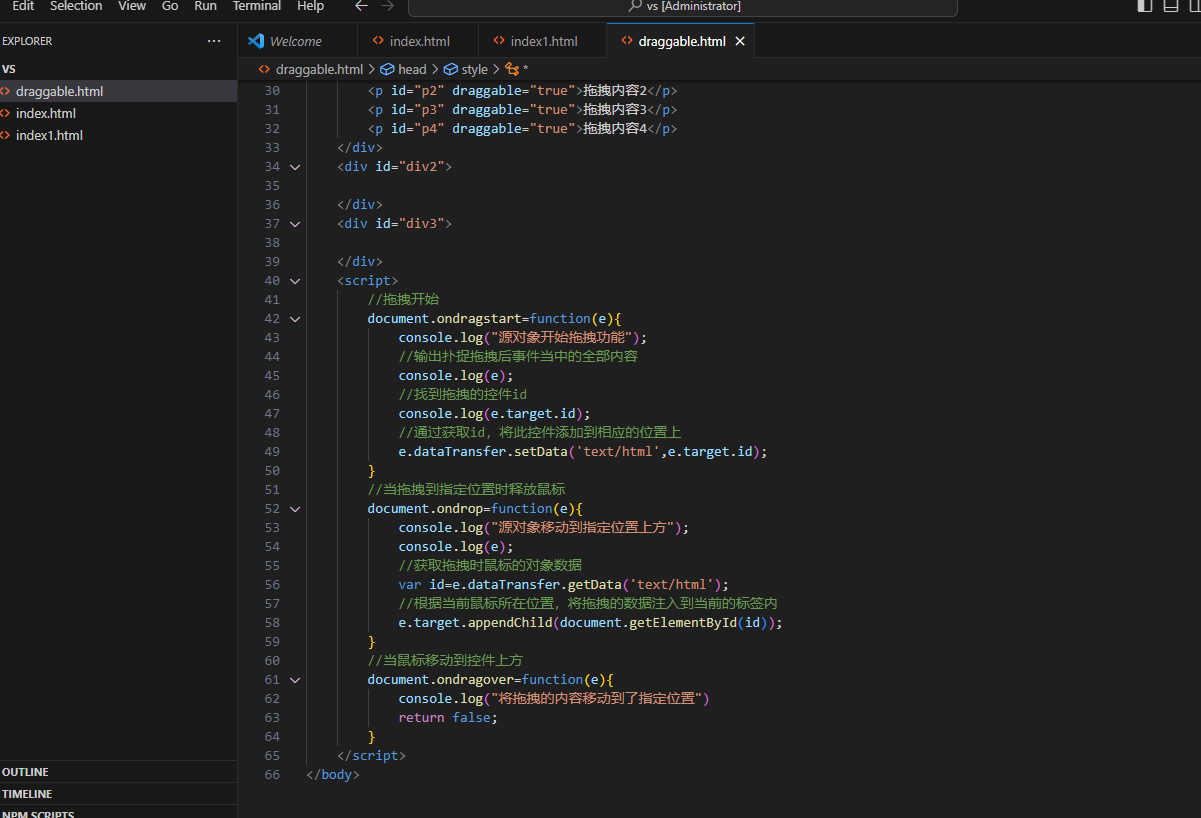 Edit Selection View Go Run Terminal Help vs [Administrator]
EXPLORER ···
Welcome index.html index1.html draggable.html
VS
draggable.html
index.html
index1.html
draggable.html > head > style > *
30 <p id="p2" draggable="true">拖拽内容2</p>
31 <p id="p3" draggable="true">拖拽内容3</p>
32 <p id="p4" draggable="true">拖拽内容4</p>
33 </div>
34 <div id="div2">
35
36 </div>
37 <div id="div3">
38
39 </div>
40 <script>
41 //拖拽开始
42 document.ondragstart=function(e){
43 console.log("源对象开始拖拽功能");
44 //输出扑捉拖拽后事件当中的全部内容
45 console.log(e);
46 //找到拖拽的控件id
47 console.log(e.target.id);
48 //通过获取id，将此控件添加到相应的位置上
49 e.dataTransfer.setData('text/html',e.target.id);
50 }
51 //当拖拽到指定位置时释放鼠标
52 document.ondrop=function(e){
53 console.log("源对象移动到指定位置上方");
54 console.log(e);
55 //获取拖拽时鼠标的对象数据
56 var id=e.dataTransfer.getData('text/html');
57 //根据当前鼠标所在位置，将拖拽的数据注入到当前的标签内
58 e.target.appendChild(document.getElementById(id));
59 }
60 //当鼠标移动到控件上方
61 document.ondragover=function(e){
62 console.log("将拖拽的内容移动到了指定位置")
63 return false;
64 }
65 </script>
66 </body>
OUTLINE
TIMELINE
NPM SCRIPTS